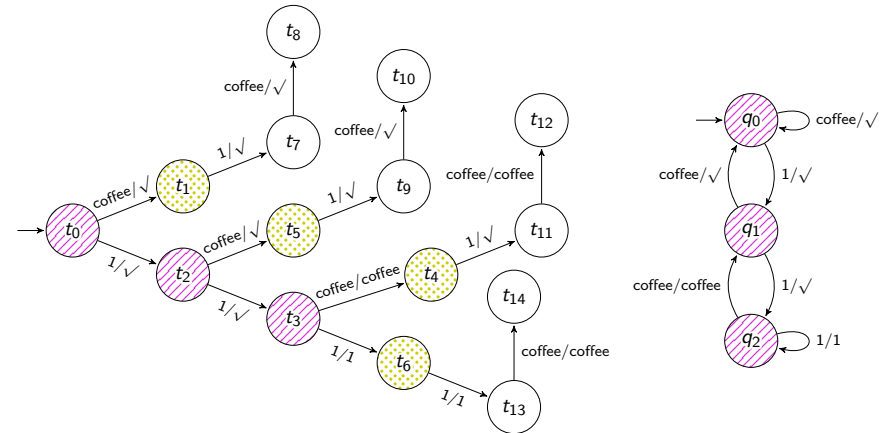 t8
t10
coffee/√
t12
q0
coffee/√
coffee/√
t7
1/√
coffee/√
t1
1/√
coffee/coffee
coffee/√
1/√
t9
t0
coffee/√
t5
1/√
t11
q1
1/√
t2
coffee/coffee
t4
1/√
t14
coffee/coffee
1/√
1/√
t3
1/1
t6
coffee/coffee
q2
1/1
1/1
t13